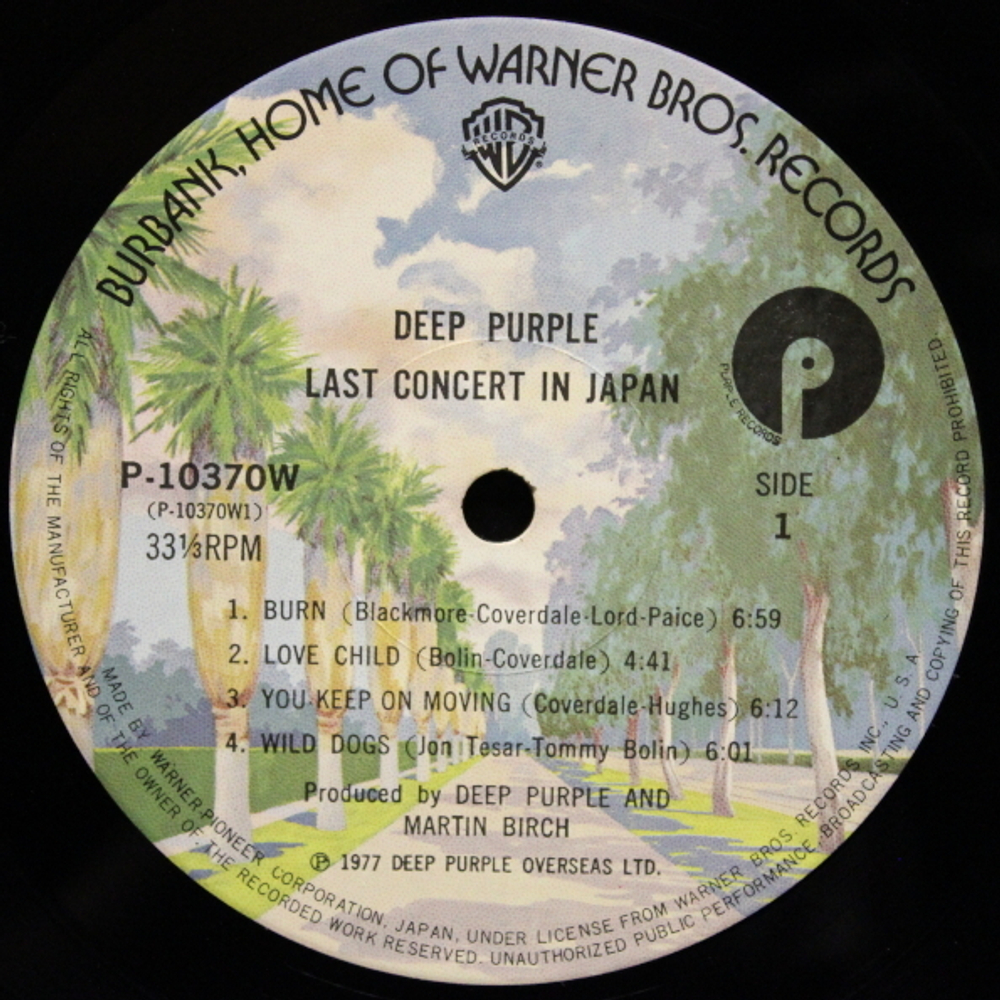 BURBANK, HOME OF WARNER BROS. RECORDS
WB
RECORDS
®
DEEP PURPLE
LAST CONCERT IN JAPAN
P
PURPLE RECORDS
P-10370W
(P-10370W1)
33⅓RPM
SIDE
1
1. BURN (Blackmore-Coverdale-Lord-Paice) 6:59
2. LOVE CHILD (Bolin-Coverdale) 4:41
3. YOU KEEP ON MOVING (Coverdale-Hughes) 6:12
4. WILD DOGS (Jon Tesar-Tommy Bolin) 6:01
Produced by DEEP PURPLE AND
MARTIN BIRCH
℗ 1977 DEEP PURPLE OVERSEAS LTD.
MADE BY WARNER-PIONEER CORPORATION, JAPAN, UNDER LICENSE FROM WARNER BROS. RECORDS INC., U. S. A.
ALL RIGHTS OF THE MANUFACTURER AND OF THE OWNER OF THE RECORDED WORK RESERVED. UNAUTHORIZED PUBLIC PERFORMANCE, BROADCASTING AND COPYING OF THIS RECORD PROHIBITED